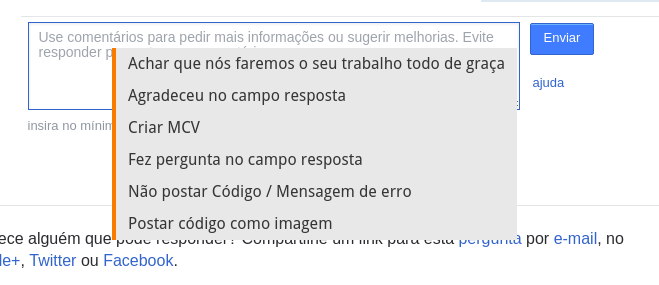 Use comentários para pedir mais informações ou sugerir melhorias. Evite
responder
Enviar
Achar que nós faremos o seu trabalho todo de graça
ajuda
Agradeceu no campo resposta
insira no mínim
Criar MCV
Fez pergunta no campo resposta
Não postar Código / Mensagem de erro
Postar código como imagem
ece alguém que pode responder? Compartilhe um link para esta pergunta por e-mail, no
le+, Twitter ou Facebook.